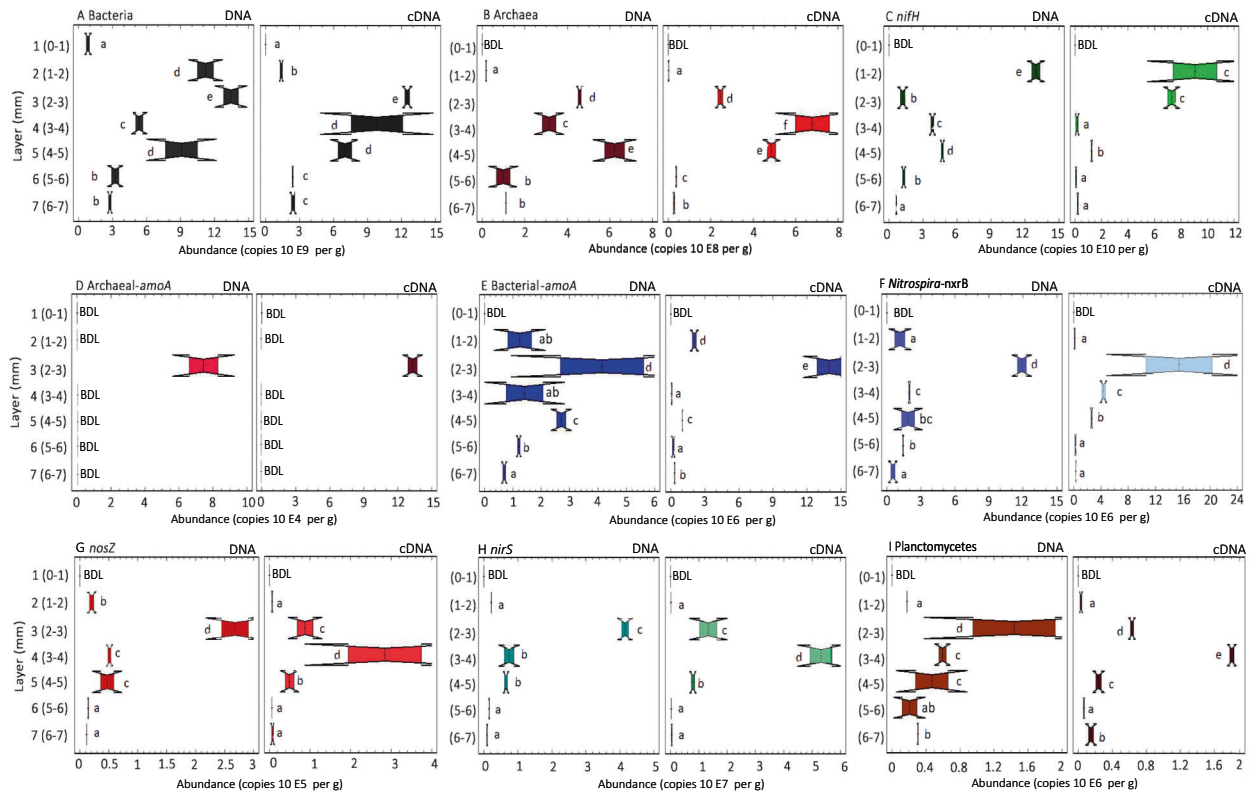 A Bacteria DNA cDNA
1 (0-1) a a
2 (1-2) d b
3 (2-3) e e
4 (3-4) c d
5 (4-5) d d
6 (5-6) b c
7 (6-7) b c
Layer (mm)
0 3 6 9 12 15 0 3 6 9 12 15
Abundance (copies 10 E9 per g)
B Archaea DNA cDNA
(0-1) BDL BDL
(1-2) a a
(2-3) d d
(3-4) c f
(4-5) e e
(5-6) b c
(6-7) b b
0 2 4 6 8 0 2 4 6 8
Abundance (copies 10 E8 per g)
C nifH DNA cDNA
(0-1) BDL BDL
(1-2) e c
(2-3) b c
(3-4) c a
(4-5) d b
(5-6) b a
(6-7) a a
0 3 6 9 12 15 0 2 4 6 8 10 12
Abundance (copies 10 E10 per g)
D Archaeal-amoA DNA cDNA
1 (0-1) BDL BDL
2 (1-2) BDL BDL
3 (2-3)
4 (3-4) BDL BDL
5 (4-5) BDL BDL
6 (5-6) BDL BDL
7 (6-7) BDL BDL
Layer (mm)
0 2 4 6 8 10 0 3 6 9 12 15
Abundance (copies 10 E4 per g)
E Bacterial-amoA DNA cDNA
(0-1) BDL BDL
(1-2) ab d
(2-3) d e
(3-4) ab a
(4-5) c c
(5-6) b a
(6-7) a b
0 1 2 3 4 5 6 0 3 6 9 12 15
Abundance (copies 10 E6 per g)
F Nitrospira-nxrB DNA cDNA
(0-1) BDL BDL
(1-2) a a
(2-3) d d
(3-4) c c
(4-5) bc b
(5-6) b a
(6-7) a a
0 3 6 9 12 15 0 4 8 12 16 20 24
Abundance (copies 10 E6 per g)
G nosZ DNA cDNA
1 (0-1) BDL BDL
2 (1-2) b a
3 (2-3) d c
4 (3-4) c d
5 (4-5) c b
6 (5-6) a a
7 (6-7) a a
Layer (mm)
0 0.5 1 1.5 2 2.5 3 0 1 2 3 4
Abundance (copies 10 E5 per g)
H nirS DNA cDNA
(0-1) BDL BDL
(1-2) a a
(2-3) c c
(3-4) b d
(4-5) b b
(5-6) a a
(6-7) a a
0 1 2 3 4 5 0 1 2 3 4 5 6
Abundance (copies 10 E7 per g)
I Planctomycetes DNA cDNA
(0-1) BDL BDL
(1-2) a a
(2-3) d d
(3-4) c e
(4-5) c c
(5-6) ab a
(6-7) b b
0 0.4 0.8 1.2 1.6 2 0 0.4 0.8 1.2 1.6 2
Abundance (copies 10 E6 per g)